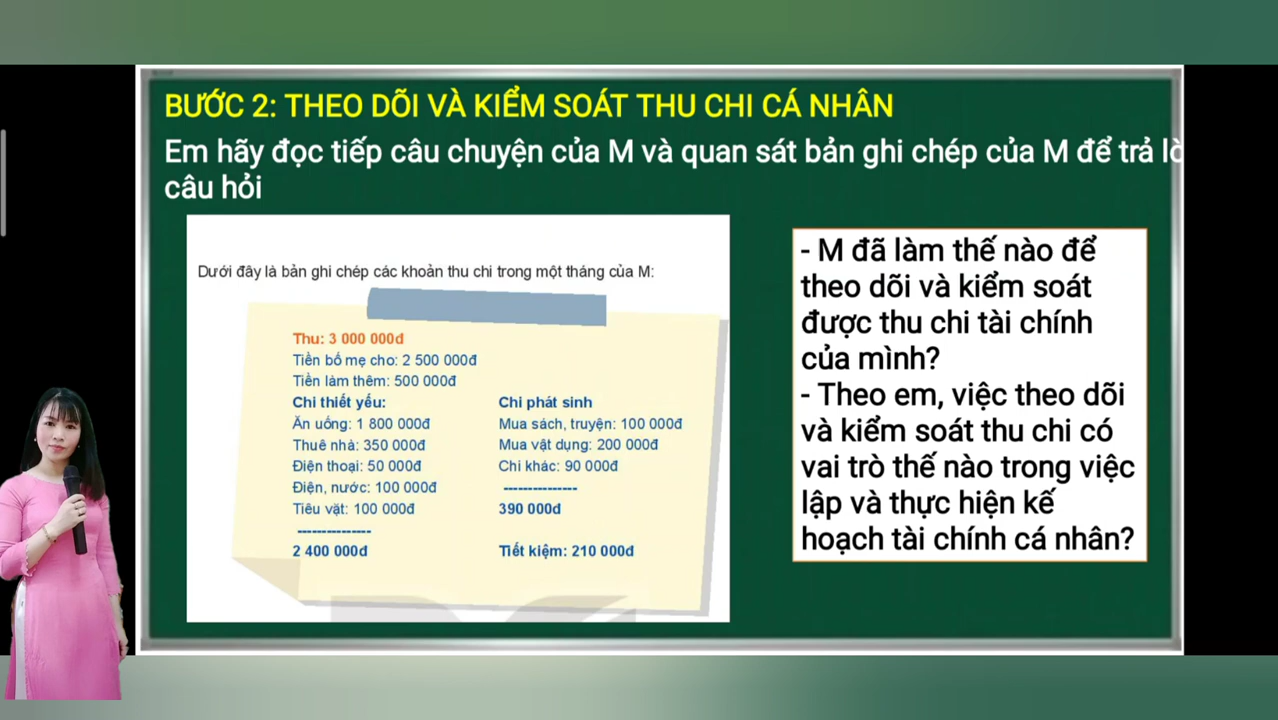 BƯỚC 2: THEO DÕI VÀ KIỂM SOÁT THU CHI CÁ NHÂN
Em hãy đọc tiếp câu chuyện của M và quan sát bản ghi chép của M để trả lờ
câu hỏi
Dưới đây là bản ghi chép các khoản thu chi trong một tháng của M:
Thu: 3 000 000đ
Tiền bố mẹ cho: 2 500 000đ
Tiền làm thêm: 500 000đ
Chi thiết yếu:
Ăn uống: 1 800 000đ
Thuê nhà: 350 000đ
Điện thoại: 50 000đ
Điện, nước: 100 000đ
Tiêu vặt: 100 000đ
---------------
2 400 000đ
Chi phát sinh
Mua sách, truyện: 100 000đ
Mua vật dụng: 200 000đ
Chi khác: 90 000đ
---------------
390 000đ
Tiết kiệm: 210 000đ
- M đã làm thế nào để
theo dõi và kiểm soát
được thu chi tài chính
của mình?
- Theo em, việc theo dõi
và kiểm soát thu chi có
vai trò thế nào trong việc
lập và thực hiện kế
hoạch tài chính cá nhân?